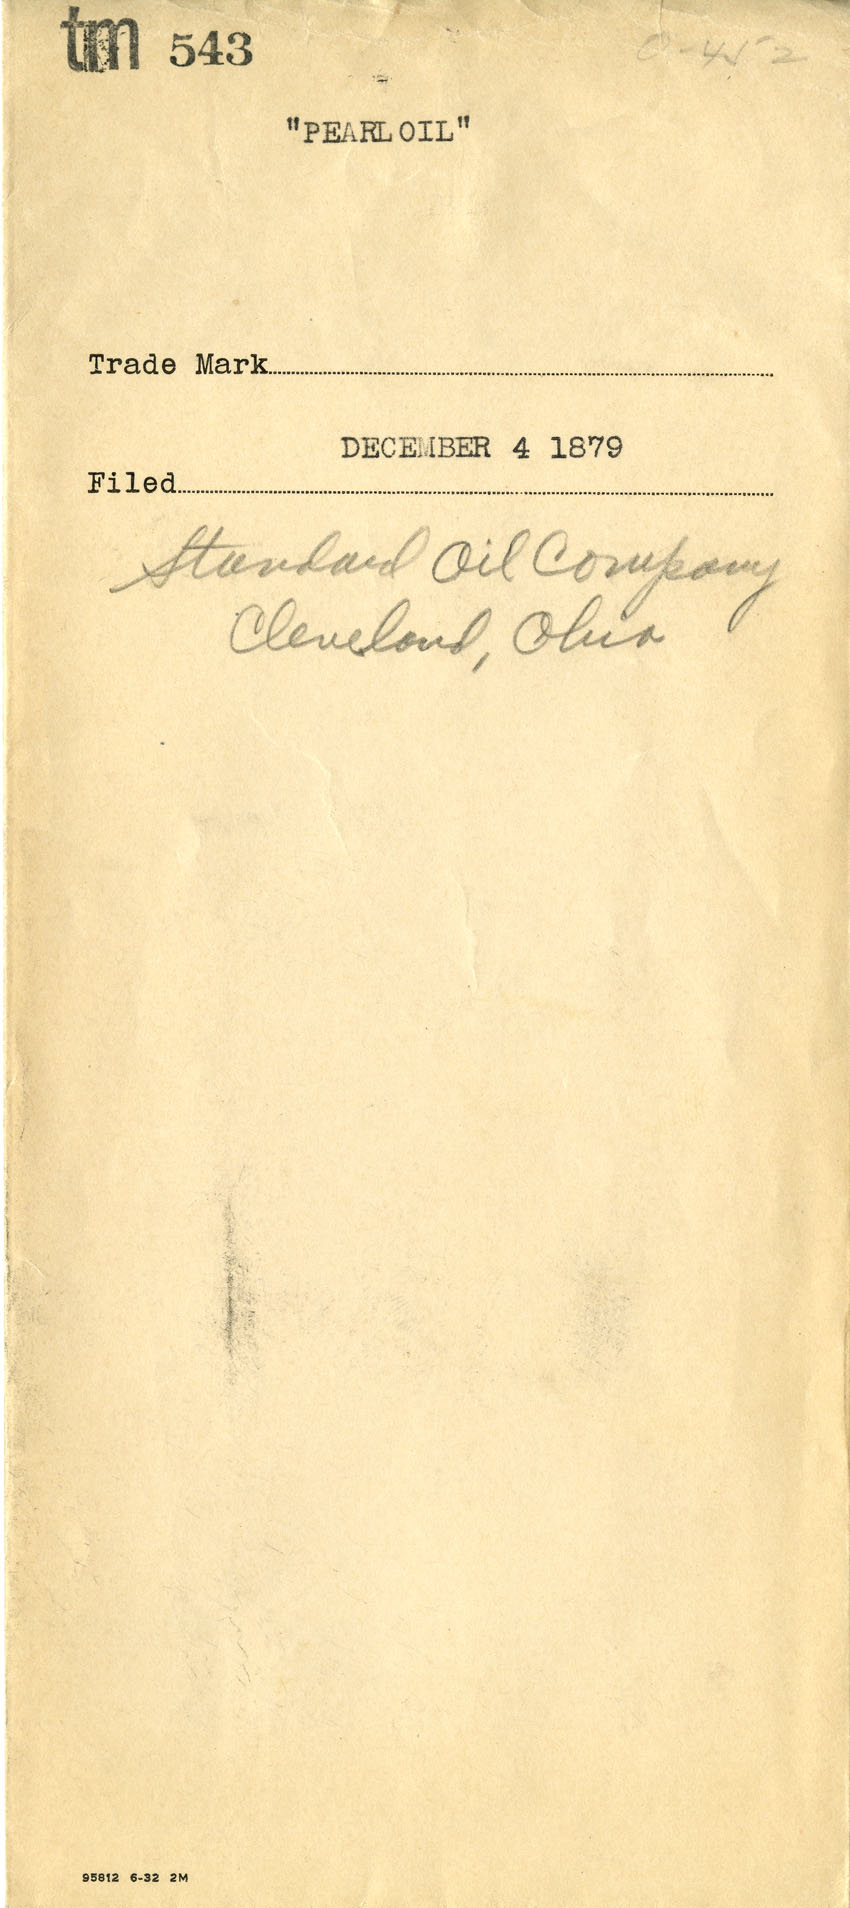 tm 543
"PEARL OIL"
Trade Mark
DECEMBER 4 1879
Filed
Standard Oil Company
Cleveland, Ohio
95812 6-32 2M